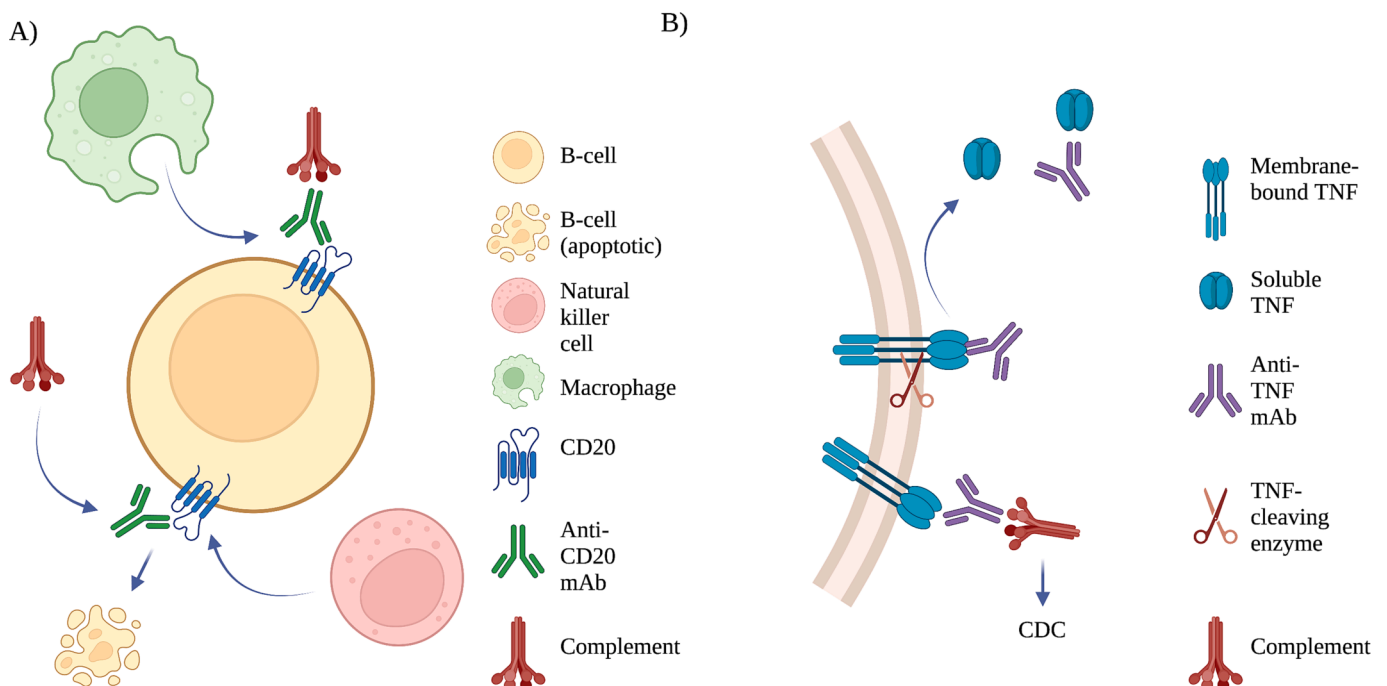 A)
B-cell
B-cell
(apoptotic)
Natural
killer
cell
Macrophage
CD20
Anti-
CD20
mAb
Complement
B)
CDC
Membrane-
bound TNF
Soluble
TNF
Anti-
TNF
mAb
TNF-
cleaving
enzyme
Complement